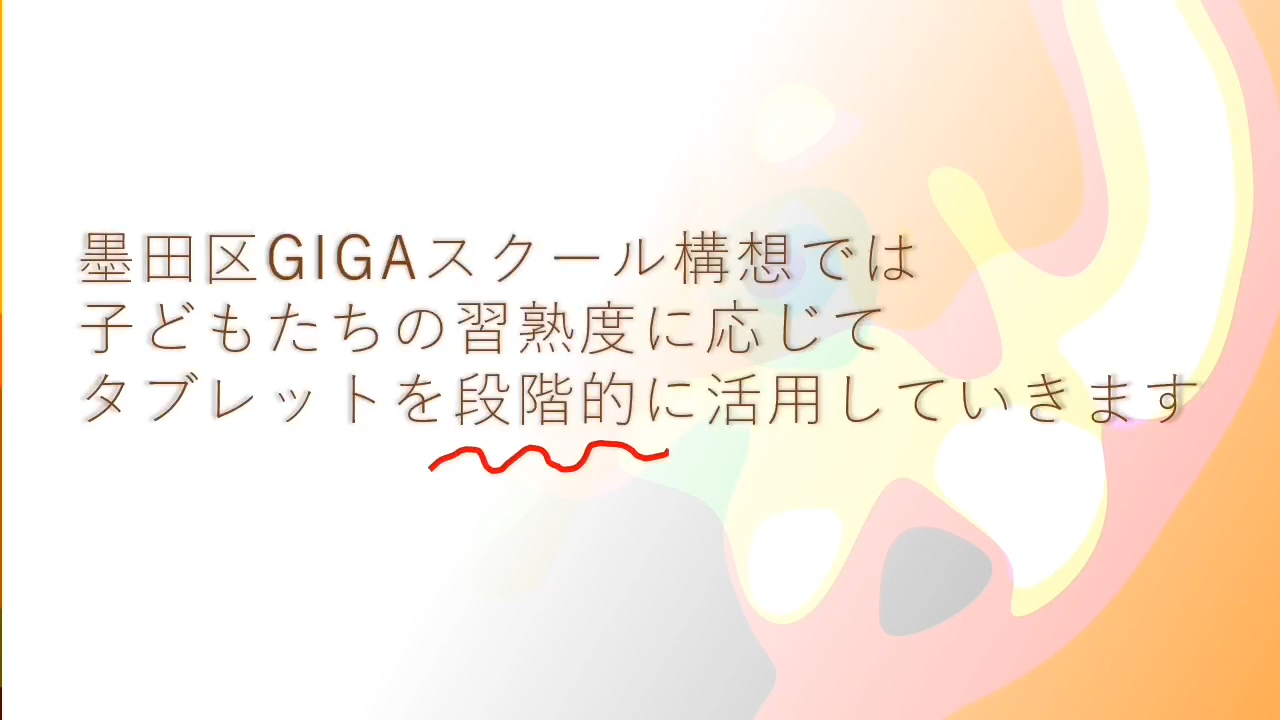 墨田区GIGAスクール構想では
子どもたちの習熟度に応じて
タブレットを段階的に活用していきます